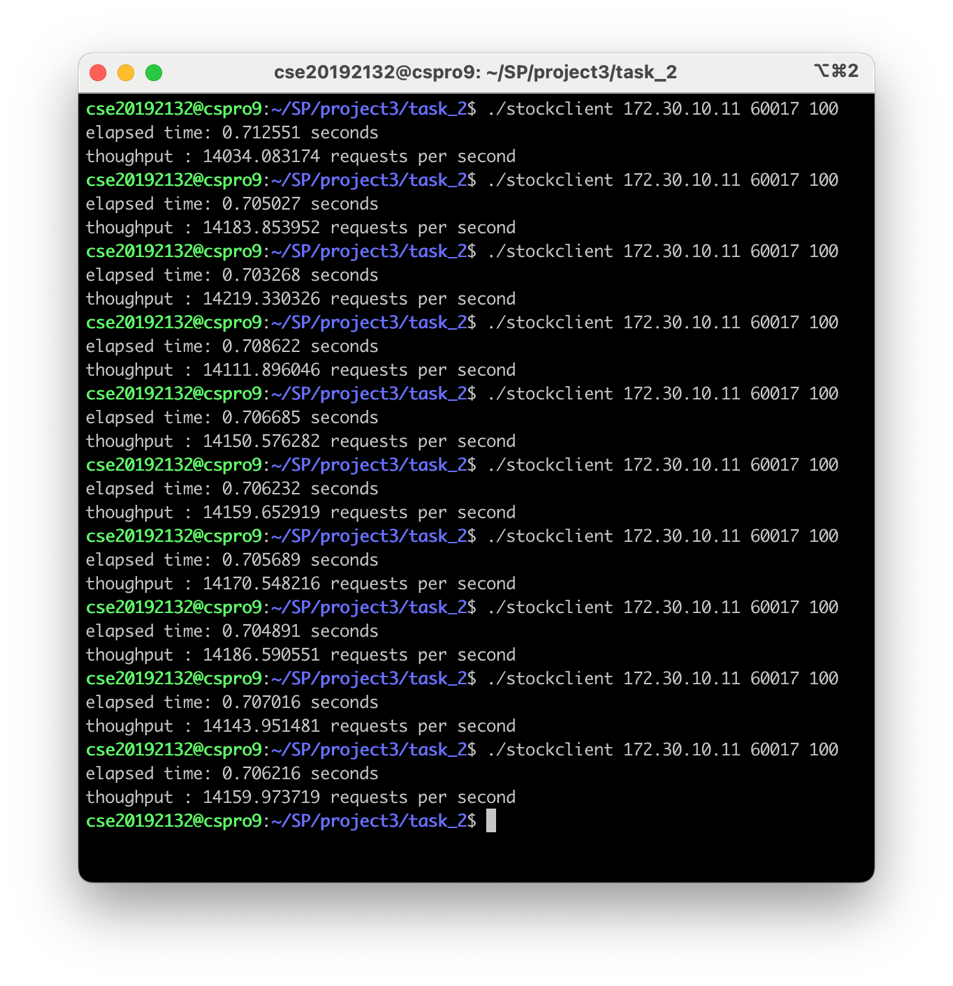 cse20192132@cspro9: ~/SP/project3/task_2 ⌥⌘2
cse20192132@cspro9:~/SP/project3/task_2$ ./stockclient 172.30.10.11 60017 100
elapsed time: 0.712551 seconds
thoughput : 14034.083174 requests per second
cse20192132@cspro9:~/SP/project3/task_2$ ./stockclient 172.30.10.11 60017 100
elapsed time: 0.705027 seconds
thoughput : 14183.853952 requests per second
cse20192132@cspro9:~/SP/project3/task_2$ ./stockclient 172.30.10.11 60017 100
elapsed time: 0.703268 seconds
thoughput : 14219.330326 requests per second
cse20192132@cspro9:~/SP/project3/task_2$ ./stockclient 172.30.10.11 60017 100
elapsed time: 0.708622 seconds
thoughput : 14111.896046 requests per second
cse20192132@cspro9:~/SP/project3/task_2$ ./stockclient 172.30.10.11 60017 100
elapsed time: 0.706685 seconds
thoughput : 14150.576282 requests per second
cse20192132@cspro9:~/SP/project3/task_2$ ./stockclient 172.30.10.11 60017 100
elapsed time: 0.706232 seconds
thoughput : 14159.652919 requests per second
cse20192132@cspro9:~/SP/project3/task_2$ ./stockclient 172.30.10.11 60017 100
elapsed time: 0.705689 seconds
thoughput : 14170.548216 requests per second
cse20192132@cspro9:~/SP/project3/task_2$ ./stockclient 172.30.10.11 60017 100
elapsed time: 0.704891 seconds
thoughput : 14186.590551 requests per second
cse20192132@cspro9:~/SP/project3/task_2$ ./stockclient 172.30.10.11 60017 100
elapsed time: 0.707016 seconds
thoughput : 14143.951481 requests per second
cse20192132@cspro9:~/SP/project3/task_2$ ./stockclient 172.30.10.11 60017 100
elapsed time: 0.706216 seconds
thoughput : 14159.973719 requests per second
cse20192132@cspro9:~/SP/project3/task_2$